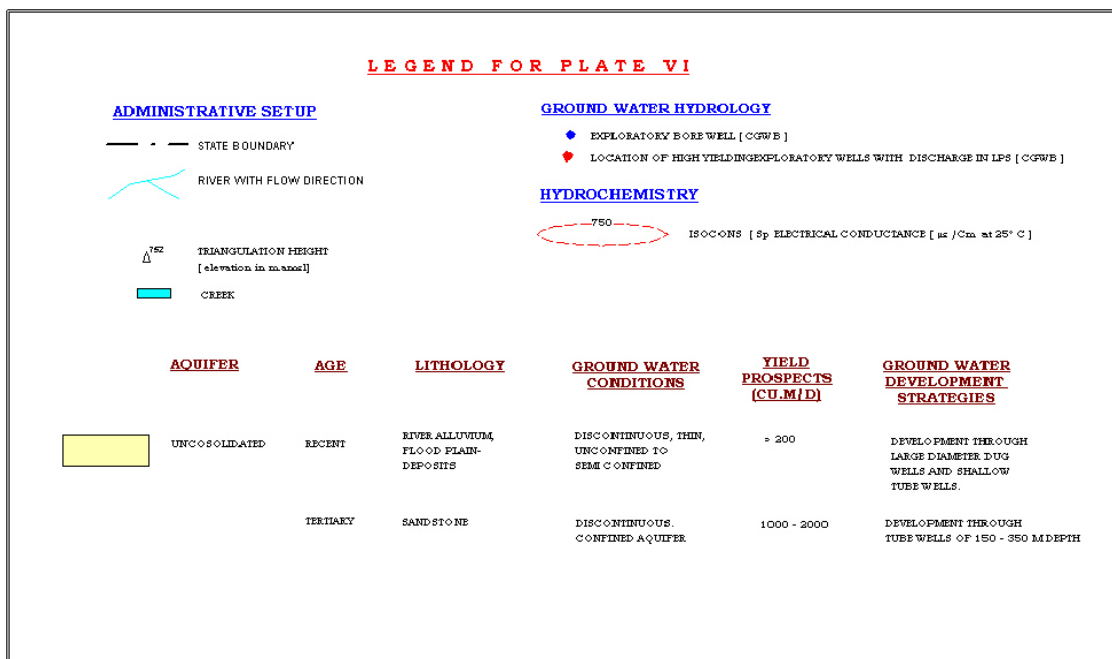 LEGEND FOR PLATE VI
ADMINISTRATIVE SETUP
STATE BOUNDARY
RIVER WITH FLOW DIRECTION
752
TRIANGULATION HEIGHT
[ elevation in m.amsl]
CREEK
GROUND WATER HYDROLOGY
EXPLORATORY BORE WELL [ CGWB ]
LOCATION OF HIGH YIELDINGEXPLORATORY WELLS WITH DISCHARGE IN LPS [ CGWB ]
HYDROCHEMISTRY
750
ISOCONS [ Sp ELECTRICAL CONDUCTANCE [ µs /Cm at 25° C ]
AQUIFER
AGE
LITHOLOGY
GROUND WATER
CONDITIONS
YIELD
PROSPECTS
(CU.M/D)
GROUND WATER
DEVELOPMENT
STRATEGIES
UNCOSOLIDATED
RECENT
RIVER ALLUVIUM,
FLOOD PLAIN-
DEPOSITS
DISCONTINUOUS, THIN,
UNCONFINED TO
SEMI CONFINED
> 200
DEVELOPMENT THROUGH
LARGE DIAMETER DUG
WELLS AND SHALLOW
TUBE WELLS.
TERTIARY
SANDSTONE
DISCONTINUOUS.
CONFINED AQUIFER
1000 - 2000
DEVELOPMENT THROUGH
TUBE WELLS OF 150 - 350 M DEPTH